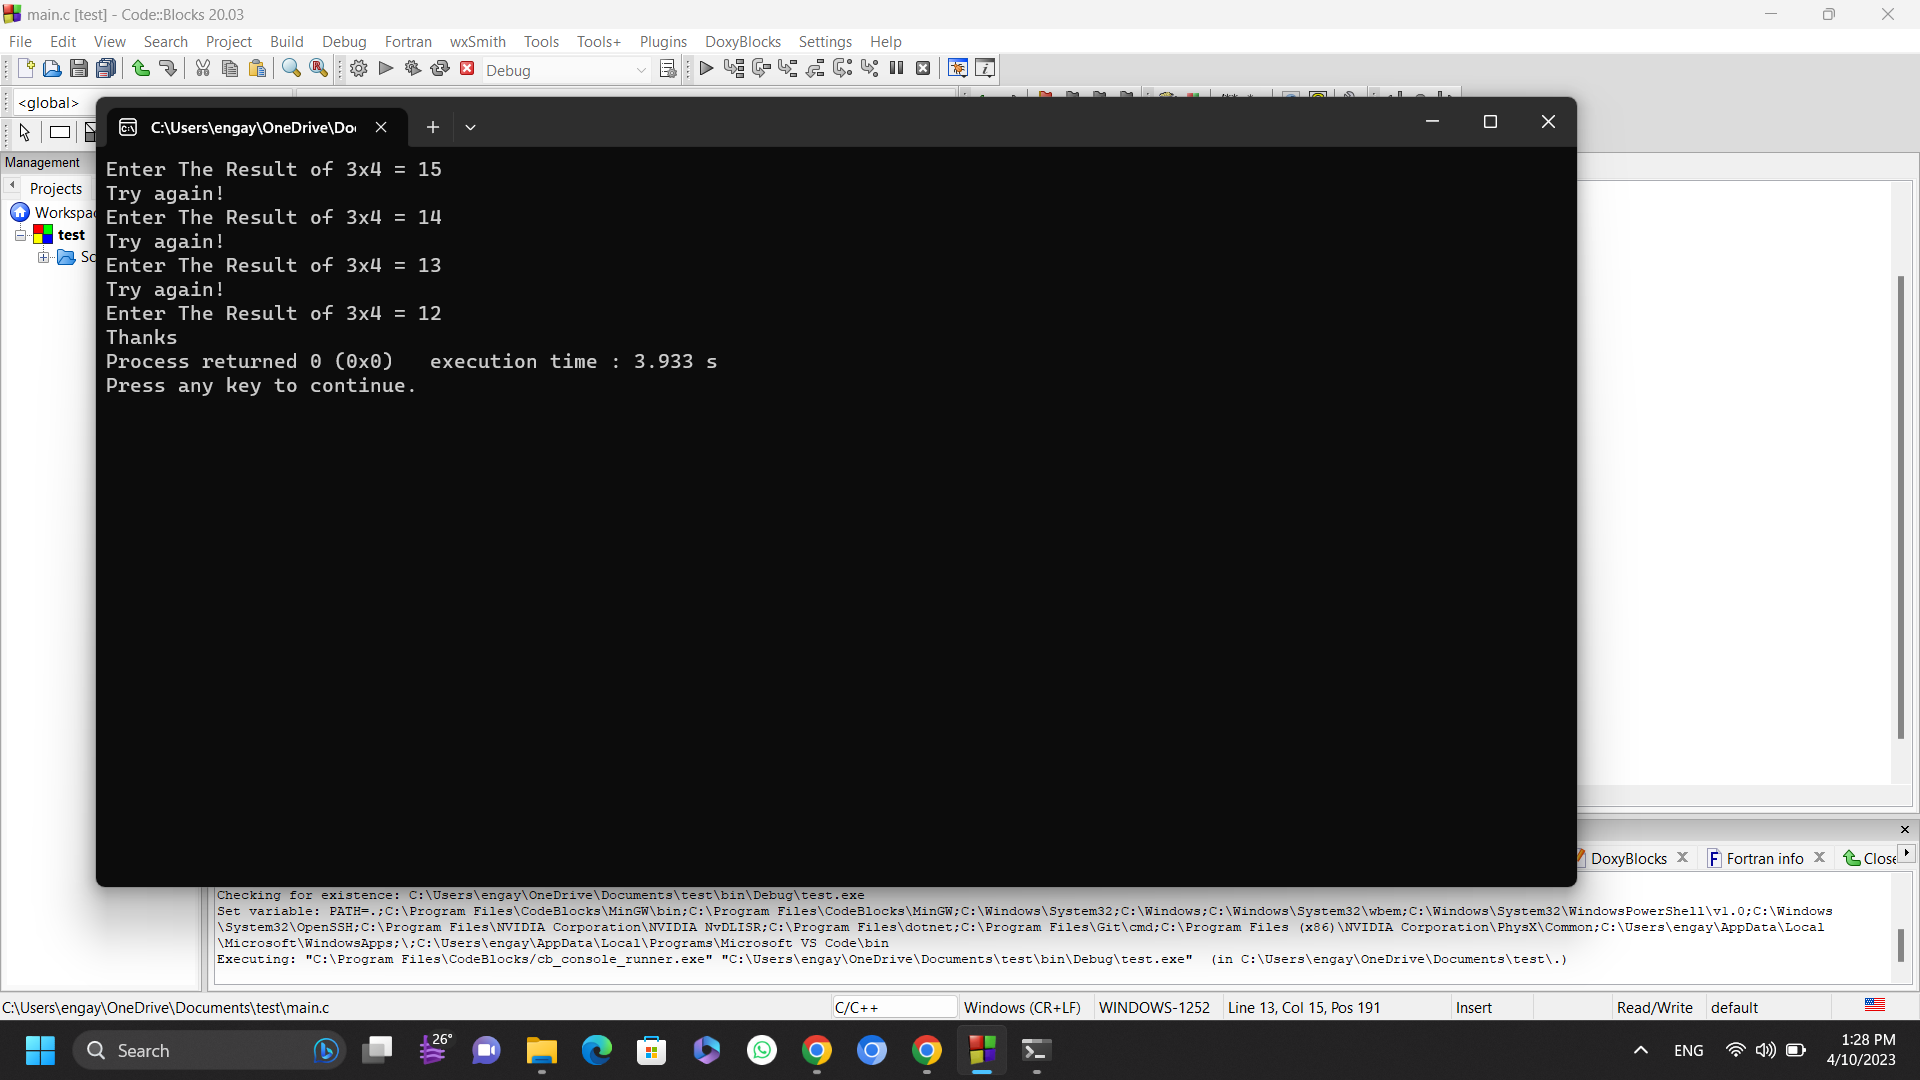 main.c [test] - Code::Blocks 20.03
File Edit View Search Project Build Debug Fortran wxSmith Tools Tools+ Plugins DoxyBlocks Settings Help
Debug
<global>
C:\Users\engay\OneDrive\Do
Management
Projects
Workspa
test
So
Enter The Result of 3x4 = 15
Try again!
Enter The Result of 3x4 = 14
Try again!
Enter The Result of 3x4 = 13
Try again!
Enter The Result of 3x4 = 12
Thanks
Process returned 0 (0x0)   execution time : 3.933 s
Press any key to continue.
DoxyBlocks
Fortran info
Close
Checking for existence: C:\Users\engay\OneDrive\Documents\test\bin\Debug\test.exe
Set variable: PATH=.;C:\Program Files\CodeBlocks\MinGW\bin;C:\Program Files\CodeBlocks\MinGW;C:\Windows\System32;C:\Windows;C:\Windows\System32\wbem;C:\Windows\System32\WindowsPowerShell\v1.0;C:\Windows
\System32\OpenSSH;C:\Program Files\NVIDIA Corporation\NVIDIA NvDLISR;C:\Program Files\dotnet;C:\Program Files\Git\cmd;C:\Program Files (x86)\NVIDIA Corporation\PhysX\Common;C:\Users\engay\AppData\Local
\Microsoft\WindowsApps;\;C:\Users\engay\AppData\Local\Programs\Microsoft VS Code\bin
Executing: "C:\Program Files\CodeBlocks/cb_console_runner.exe" "C:\Users\engay\OneDrive\Documents\test\bin\Debug\test.exe"  (in C:\Users\engay\OneDrive\Documents\test\.)
C:\Users\engay\OneDrive\Documents\test\main.c C/C++ Windows (CR+LF) WINDOWS-1252 Line 13, Col 15, Pos 191 Insert Read/Write default
Search
26°
ENG
1:28 PM
4/10/2023